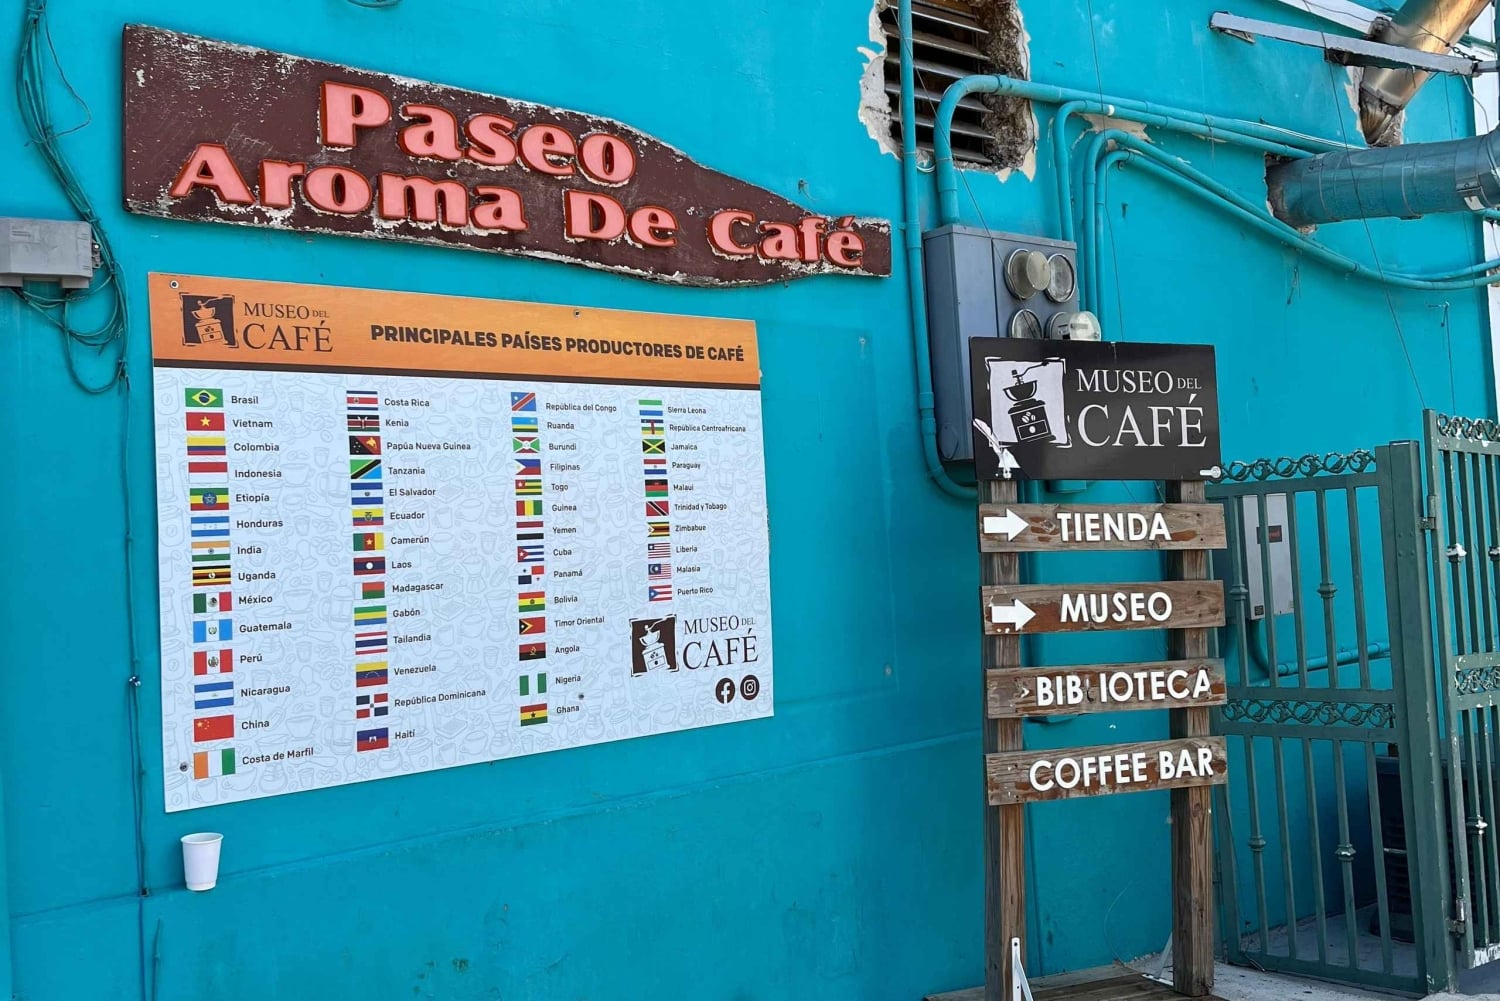 Paseo
Aroma De Café
MUSEO DEL
CAFÉ
PRINCIPALES PAÍSES PRODUCTORES DE CAFÉ
Brasil
Vietnam
Colombia
Indonesia
Etiopía
Honduras
India
Uganda
México
Guatemala
Perú
Nicaragua
China
Costa de Marfil
Costa Rica
Kenia
Papúa Nueva Guinea
Tanzania
El Salvador
Ecuador
Camerún
Laos
Madagascar
Gabón
Tailandia
Venezuela
República Dominicana
Haití
República del Congo
Ruanda
Burundi
Filipinas
Togo
Guinea
Yemen
Cuba
Panamá
Bolivia
Timor Oriental
Angola
Nigeria
Ghana
Sierra Leona
República Centroafricana
Jamaica
Paraguay
Malaui
Trinidad y Tobago
Zimbabue
Liberia
Malasia
Puerto Rico
MUSEO DEL
CAFÉ
MUSEO DEL
CAFÉ
TIENDA
MUSEO
BIBLIOTECA
COFFEE BAR